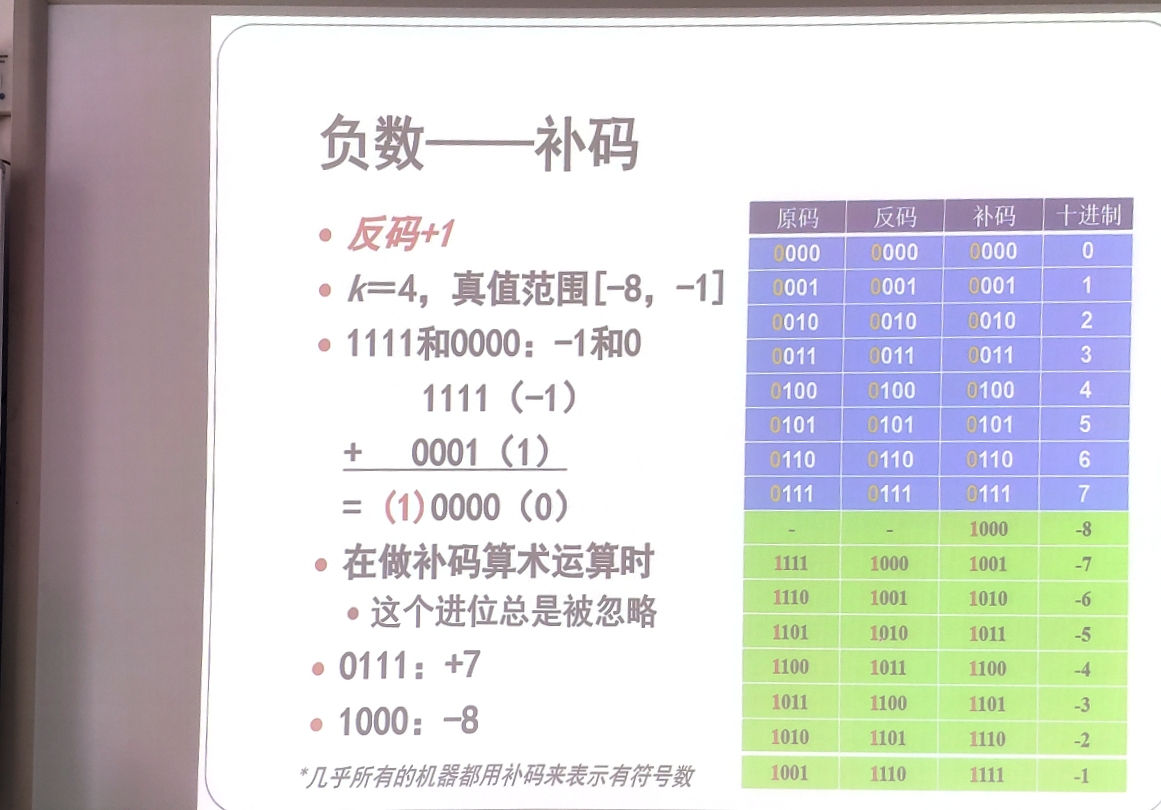 负数——补码
反码+1
k=4，真值范围[-8，-1]
1111和0000：-1和0
1111（-1）
+ 0001（1）
= (1)0000（0）
在做补码算术运算时
这个进位总是被忽略
0111：+7
1000：-8
*几乎所有的机器都用补码来表示有符号数
原码 反码 补码 十进制
0000 0000 0000 0
0001 0001 0001 1
0010 0010 0010 2
0011 0011 0011 3
0100 0100 0100 4
0101 0101 0101 5
0110 0110 0110 6
0111 0111 0111 7
- - 1000 -8
1111 1000 1001 -7
1110 1001 1010 -6
1101 1010 1011 -5
1100 1011 1100 -4
1011 1100 1101 -3
1010 1101 1110 -2
1001 1110 1111 -1